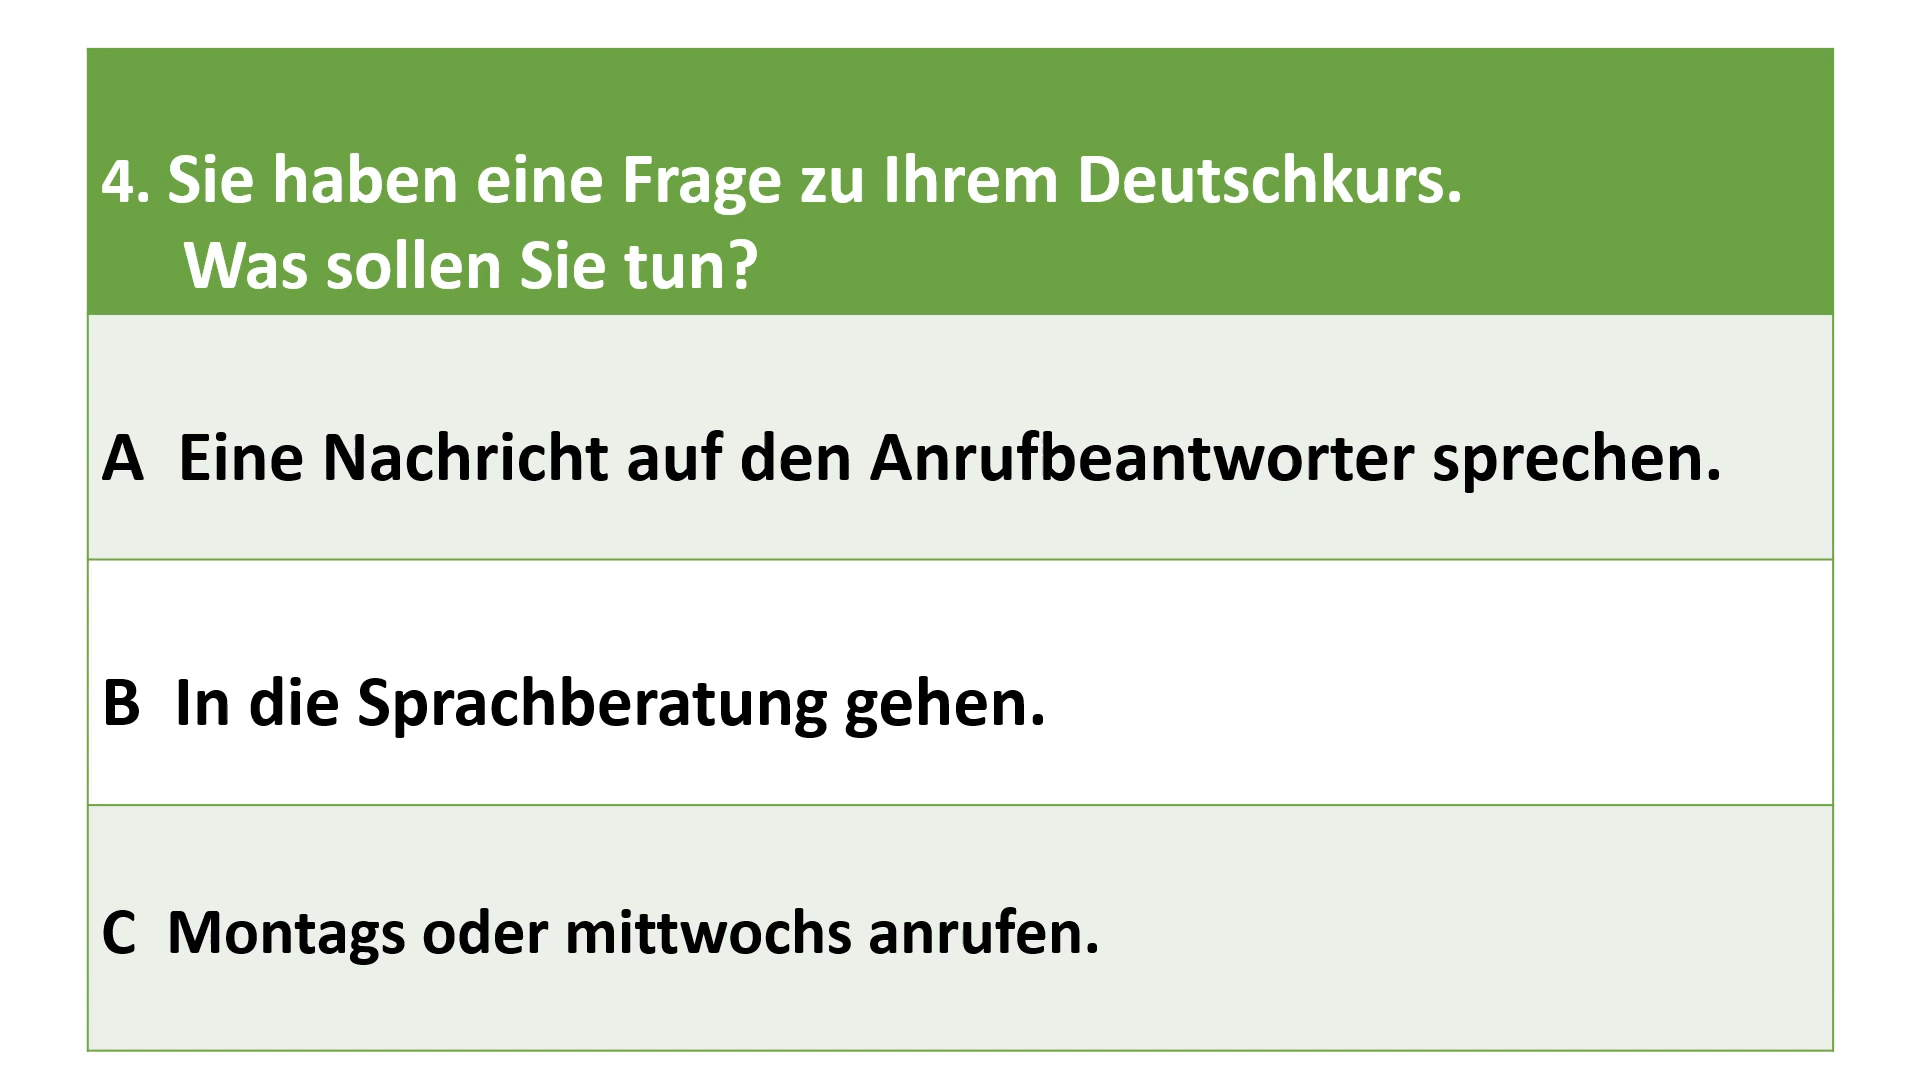 4. Sie haben eine Frage zu Ihrem Deutschkurs.
Was sollen Sie tun?
A Eine Nachricht auf den Anrufbeantworter sprechen.
B In die Sprachberatung gehen.
C Montags oder mittwochs anrufen.